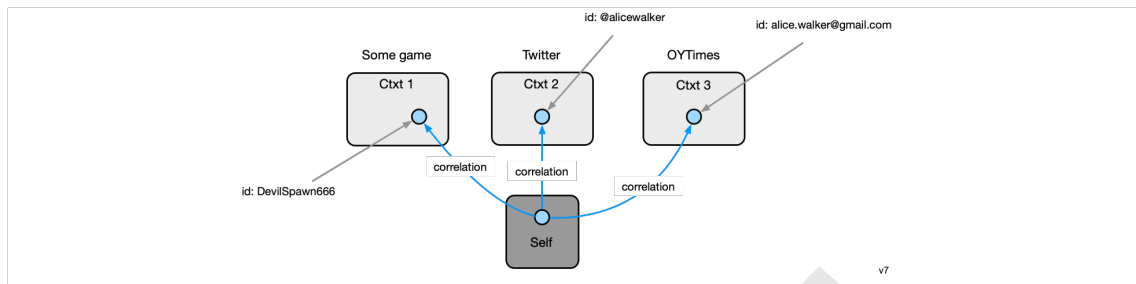 id: @alicewalker
id: alice.walker@gmail.com
Some game
Twitter
OYTimes
Ctxt 1
Ctxt 2
Ctxt 3
correlation
correlation
correlation
id: DevilSpawn666
Self
v7